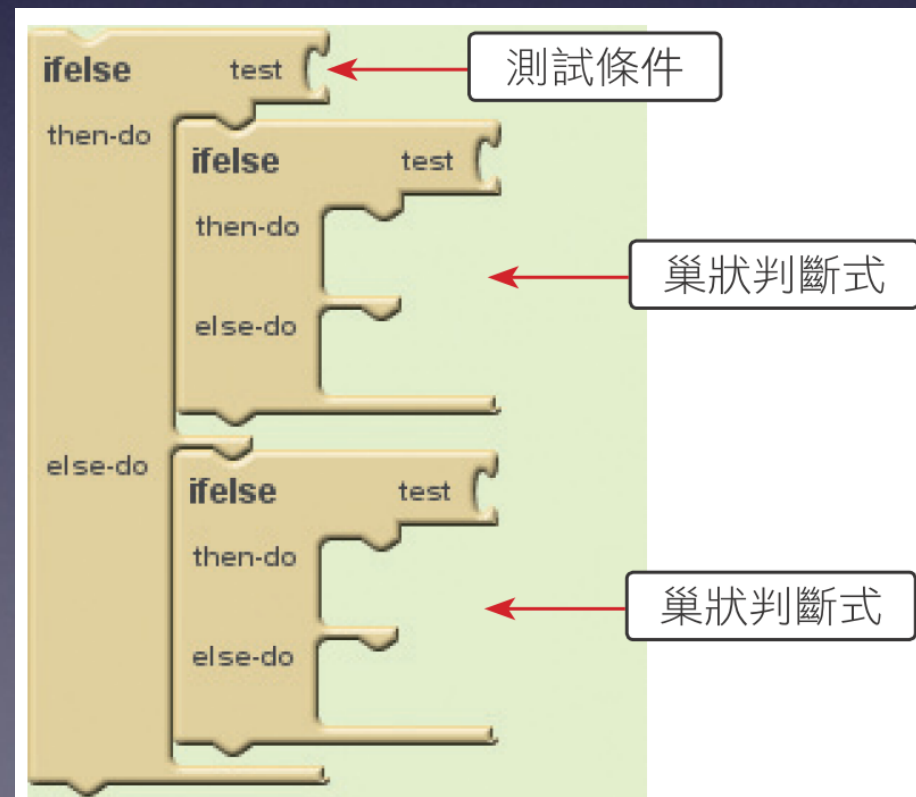 ifelse test
測試條件
then-do
ifelse test
then-do
巢狀判斷式
else-do
else-do
ifelse test
then-do
巢狀判斷式
else-do